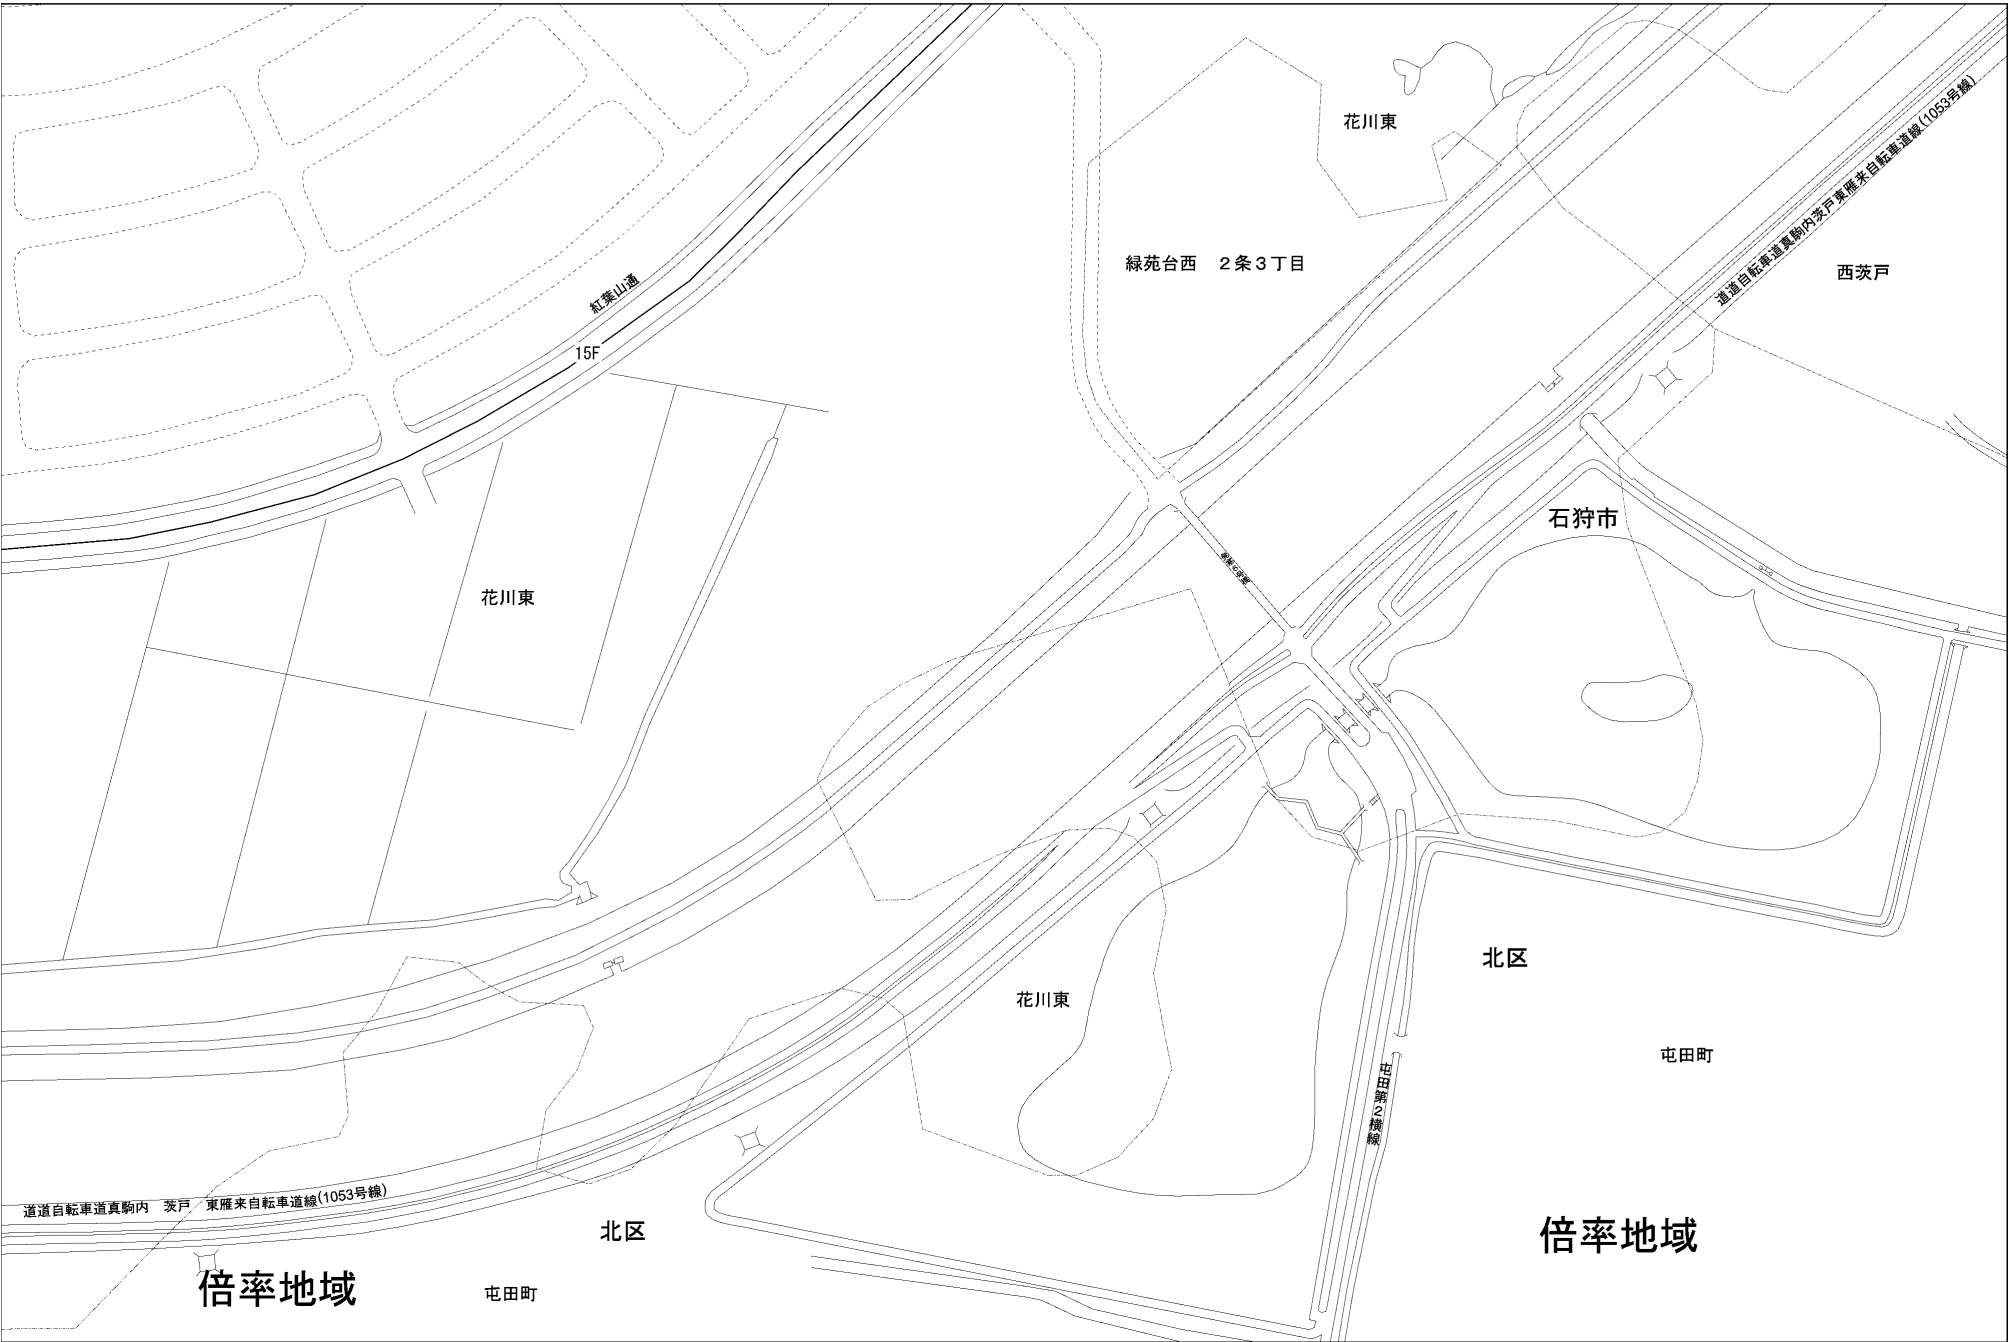 花川東
道道自転車道真駒内茨戸東雁来自転車道線(1053号線)
緑苑台西　２条３丁目
西茨戸
紅葉山通
15F
石狩市
花川東
北区
花川東
屯田町
屯田第２横線
道道自転車道真駒内　茨戸　東雁来自転車道線(1053号線)
北区
倍率地域
倍率地域
屯田町